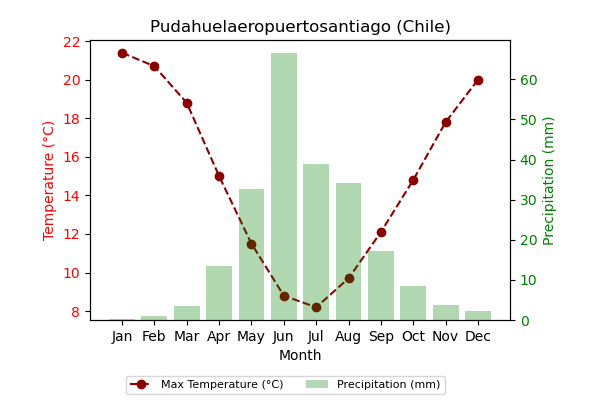 Pudahuelaeropuertosantiago (Chile)
22
20
18
16
14
12
10
8
Temperature (°C)
60
50
40
30
20
10
0
Precipitation (mm)
Jan Feb Mar Apr May Jun Jul Aug Sep Oct Nov Dec
Month
Max Temperature (°C) Precipitation (mm)